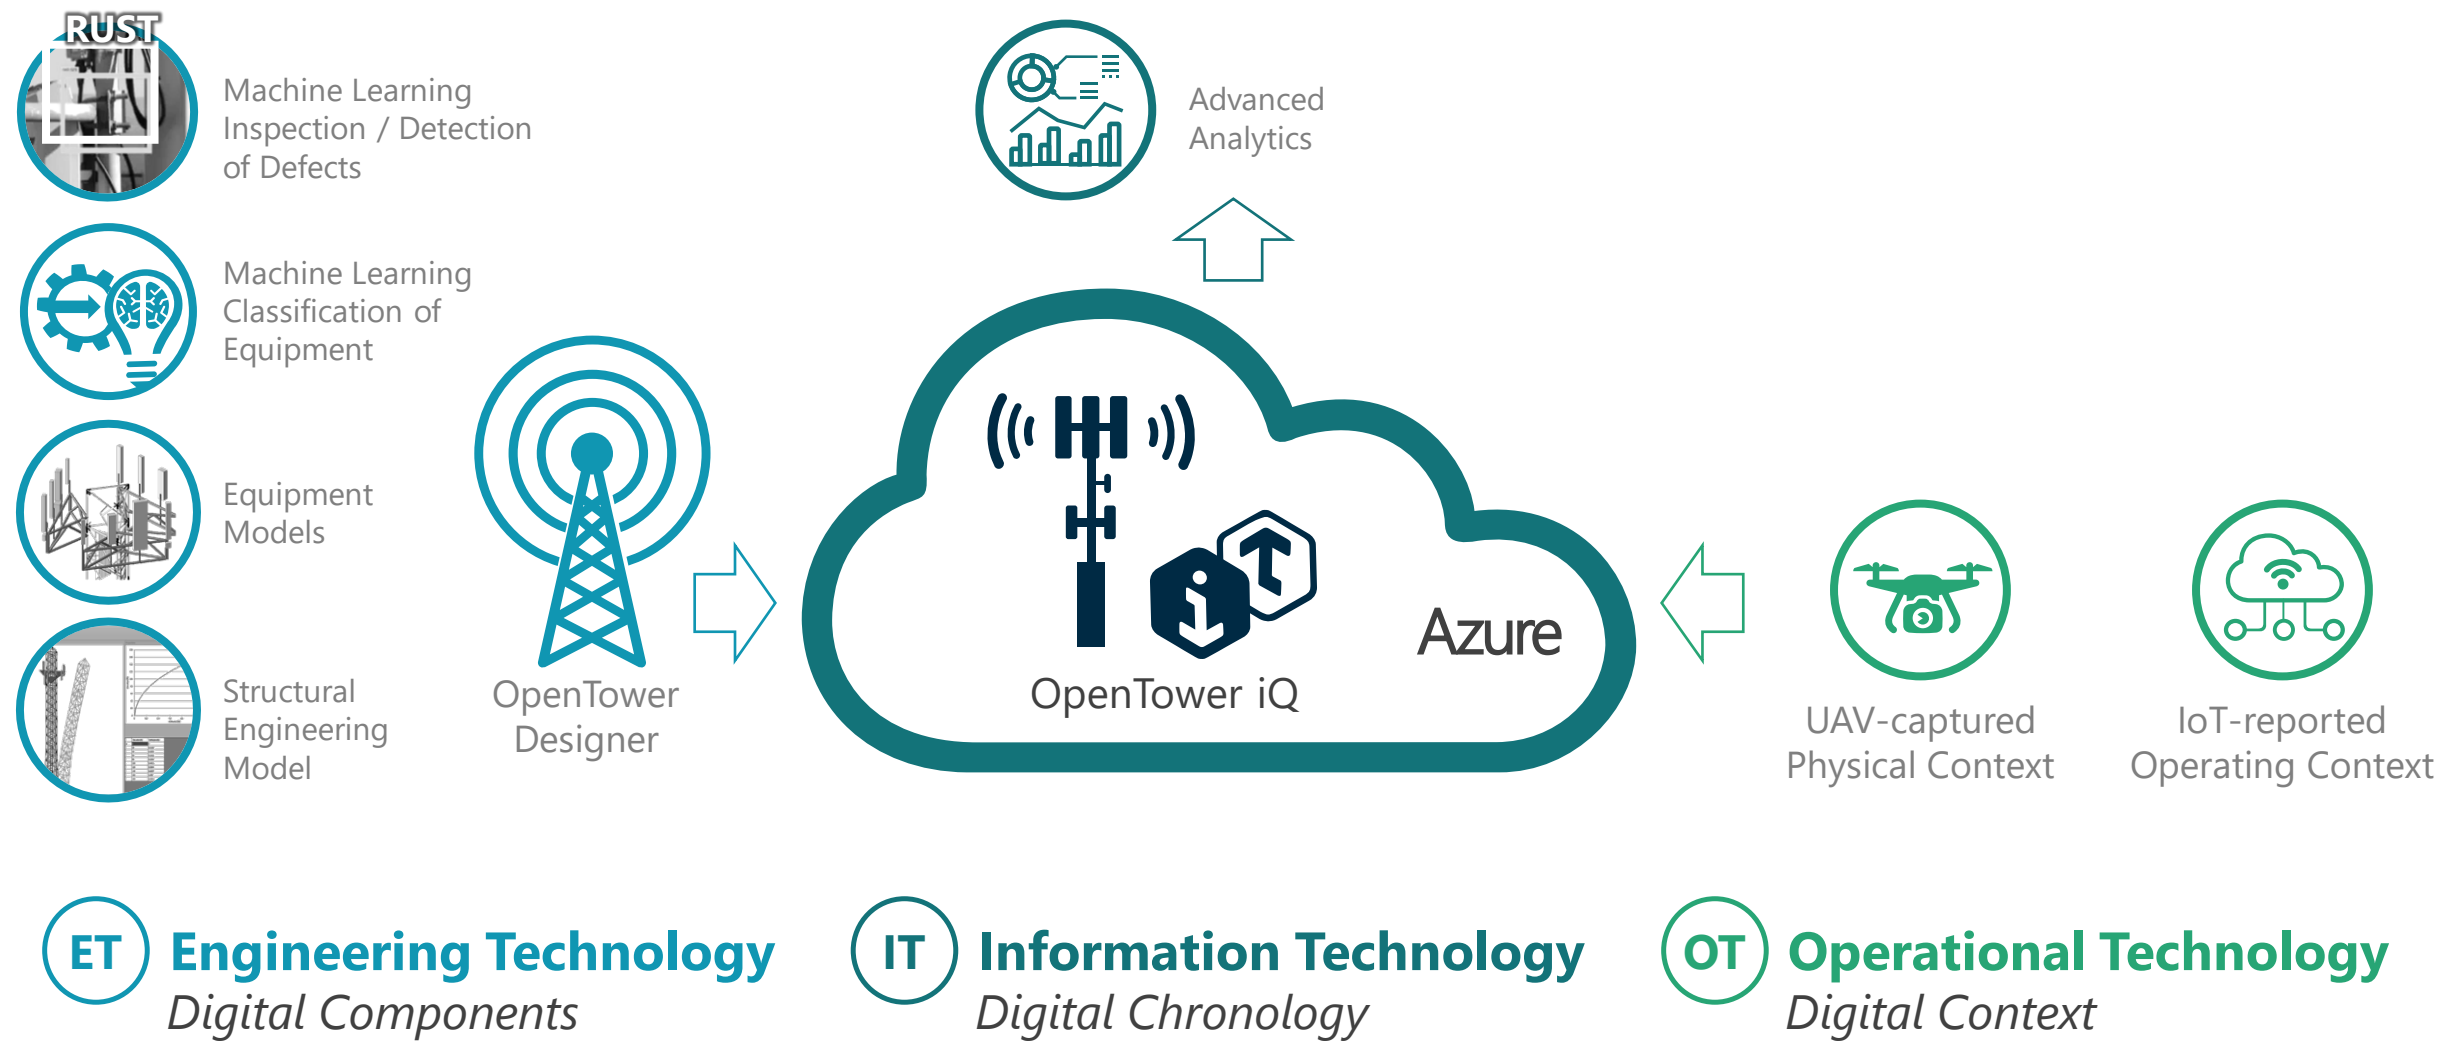 RUST
Machine Learning
Inspection / Detection
of Defects
Machine Learning
Classification of
Equipment
Equipment
Models
Structural
Engineering
Model
OpenTower
Designer
Advanced
Analytics
OpenTower iQ
Azure
UAV-captured
Physical Context
IoT-reported
Operating Context
ET
Engineering Technology
Digital Components
IT
Information Technology
Digital Chronology
OT
Operational Technology
Digital Context